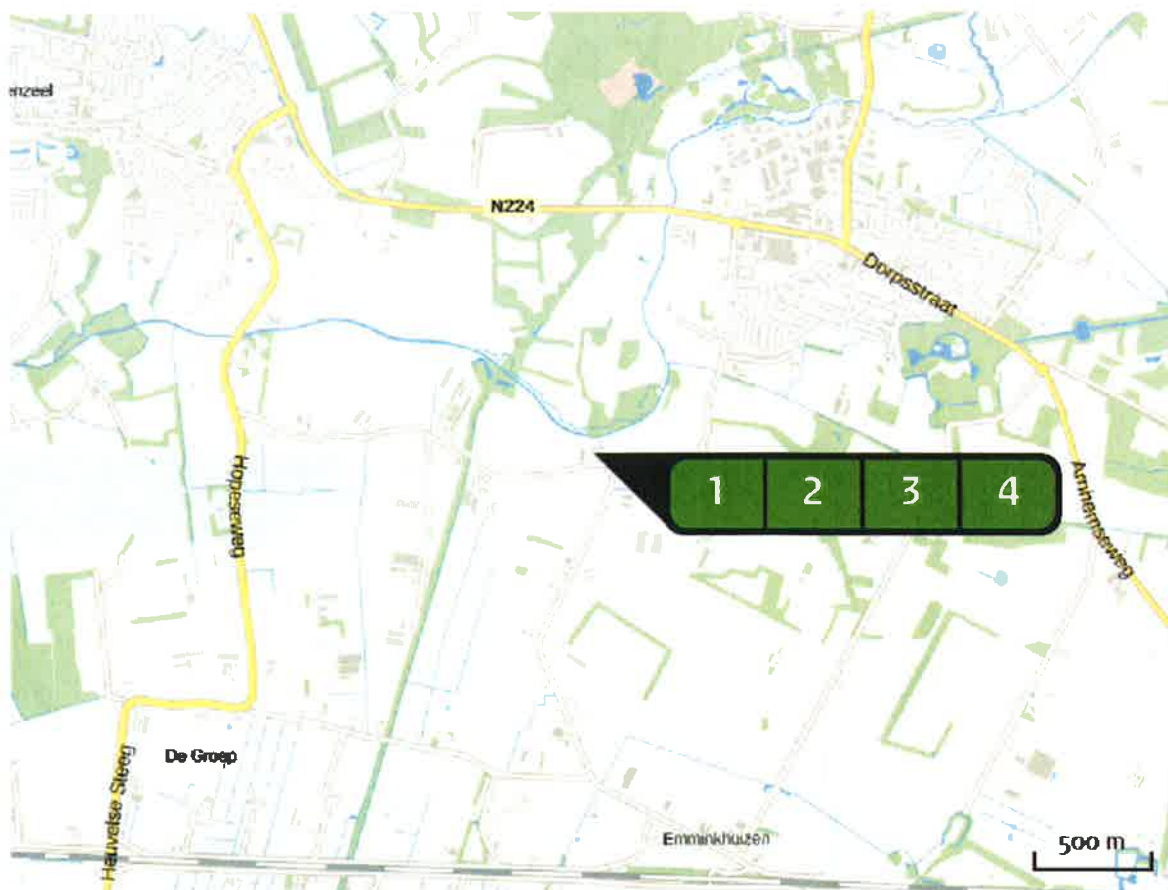 enzeel
N224
Dorpsstraat
1 2 3 4
Arnhemseweg
Hopeseweg
De Groep
Heuvelse Steeg
Emminkhuizen
500 m